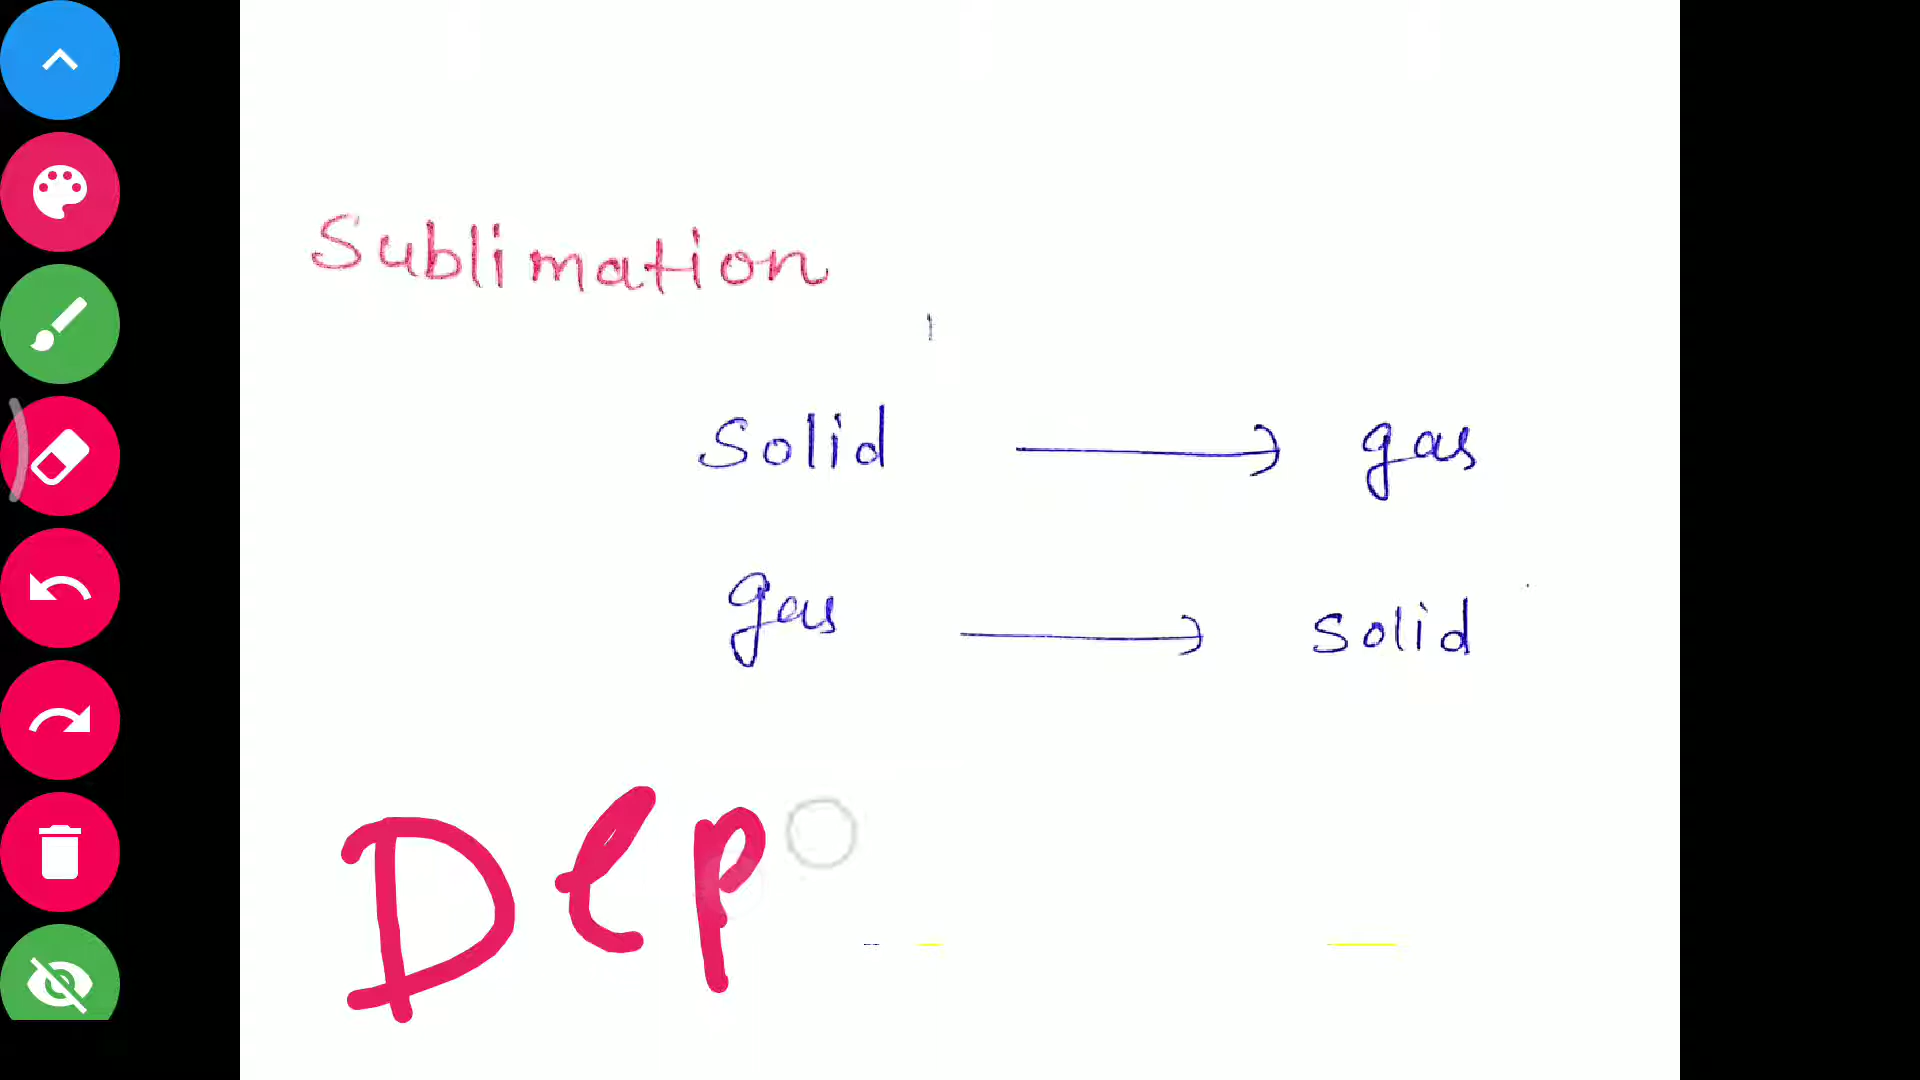 Sublimation
Solid → gas
gas → solid
Dep